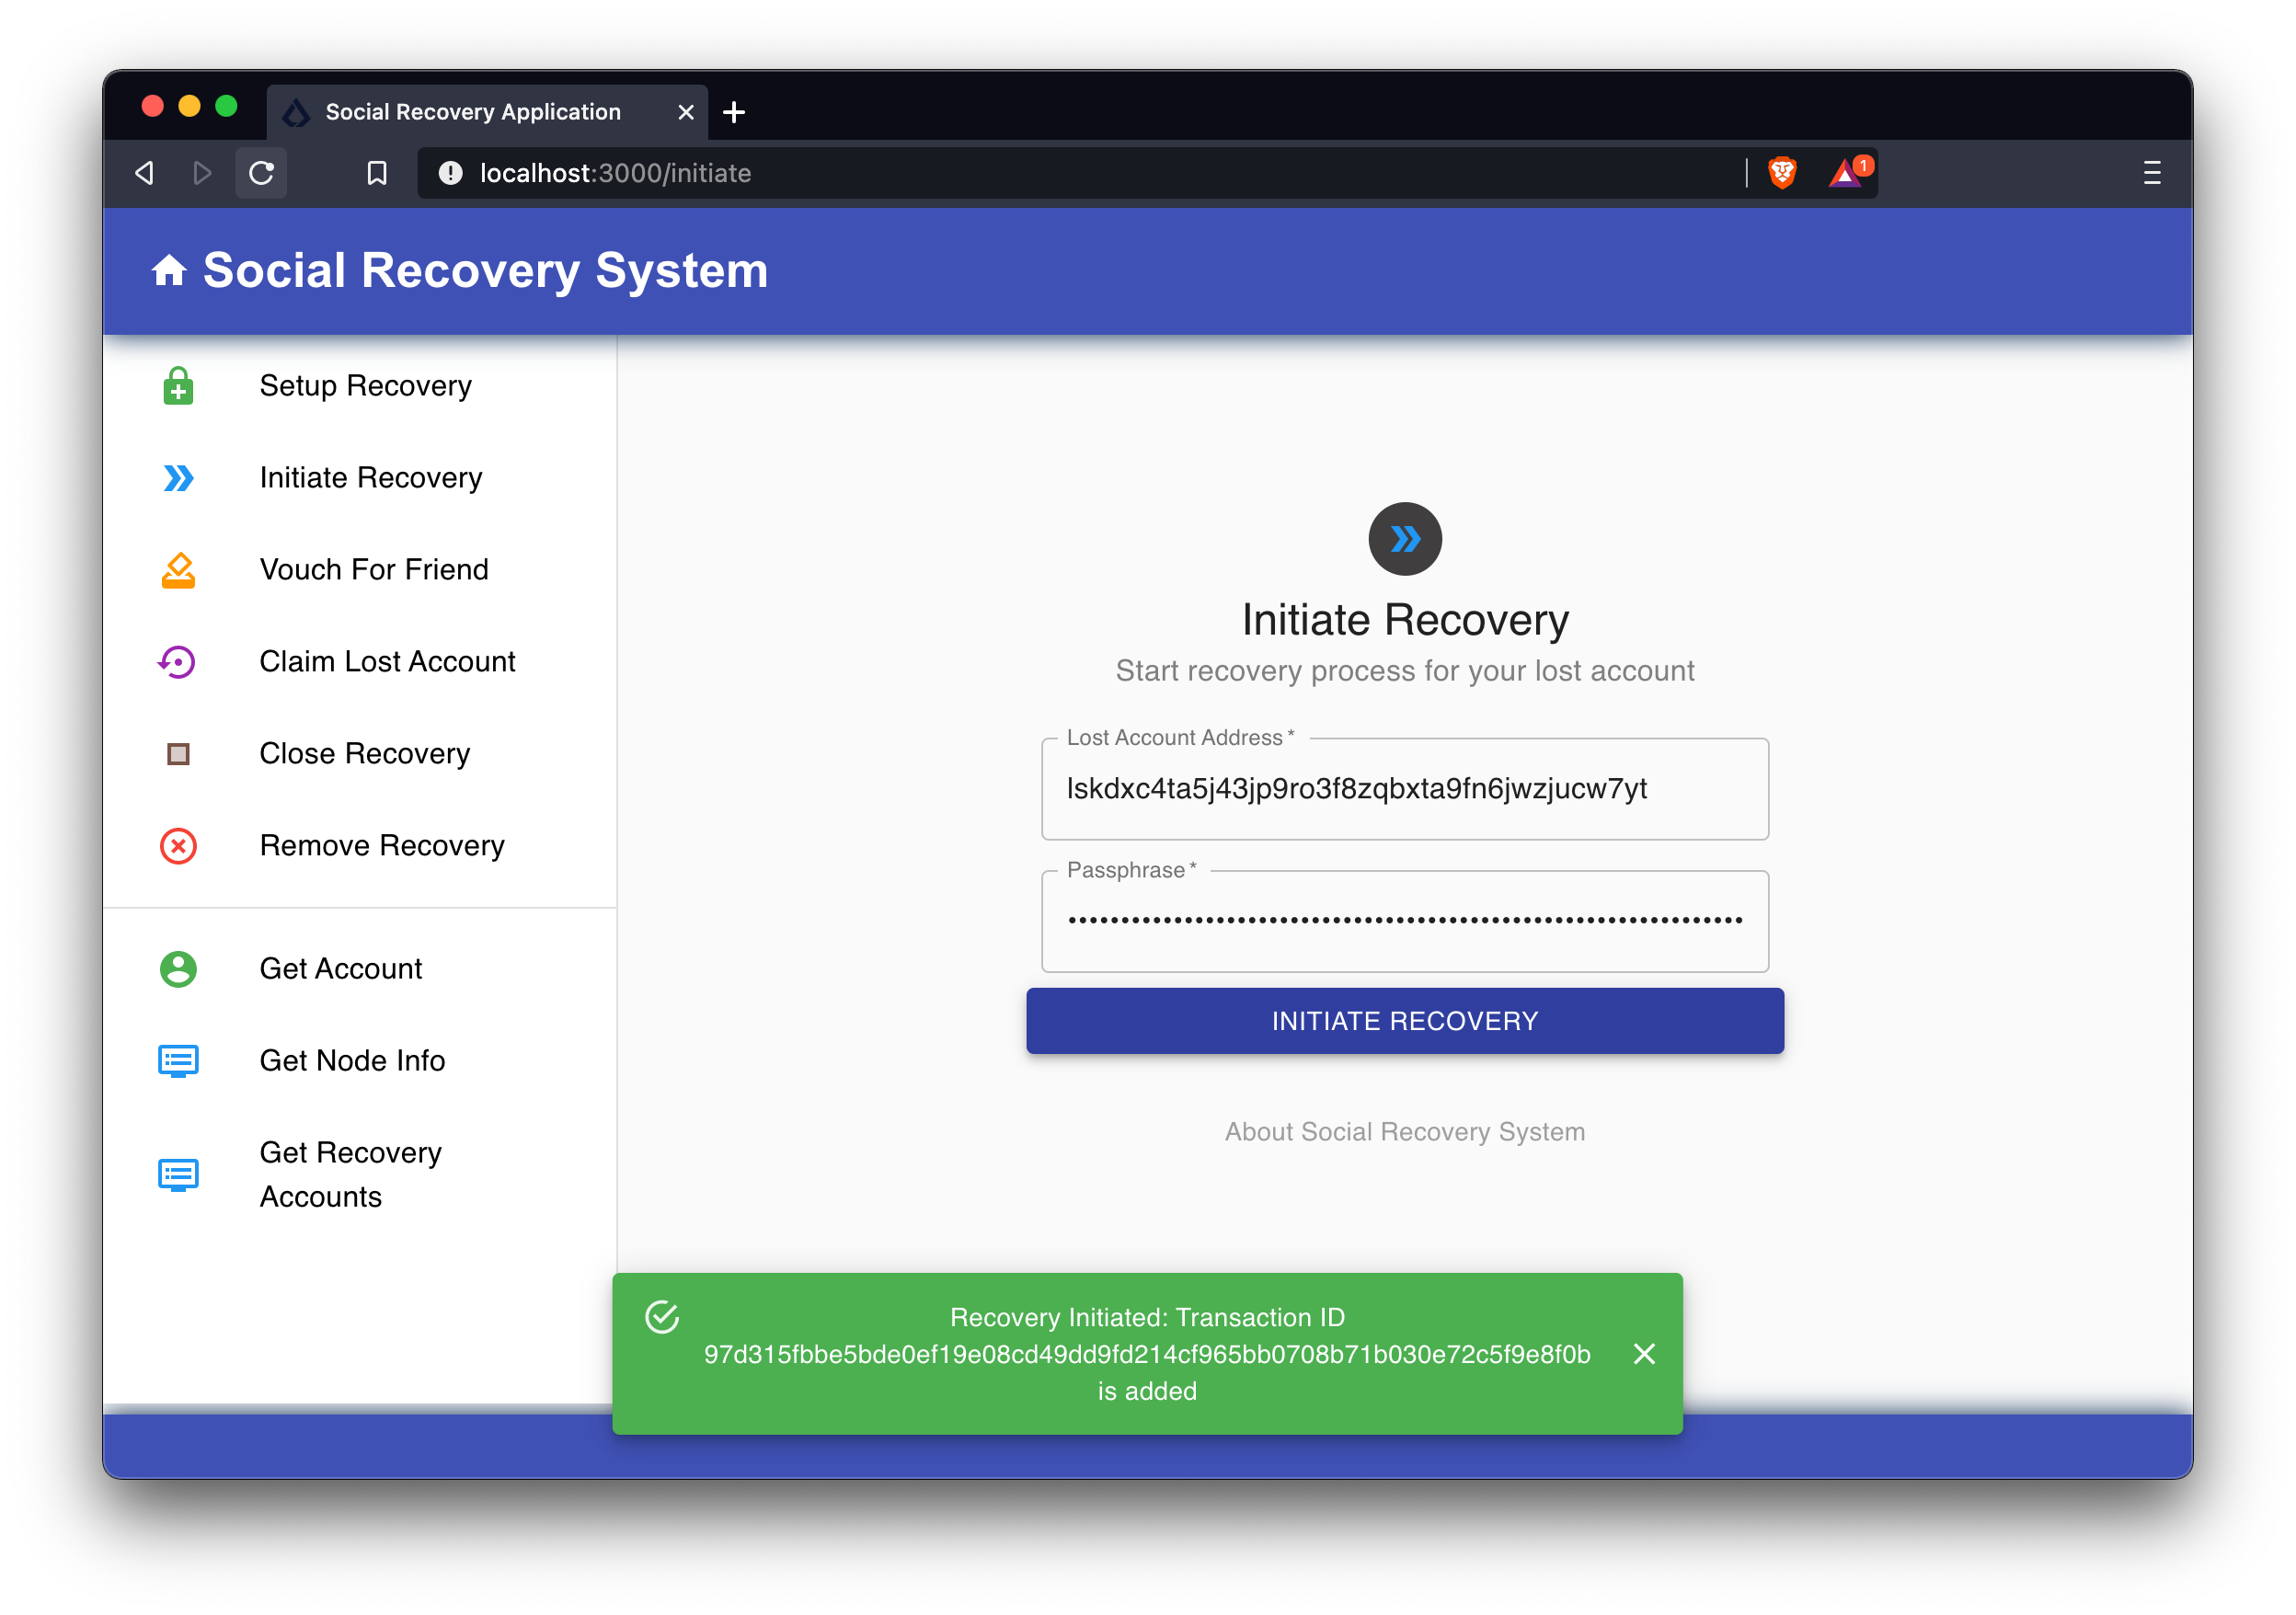 Social Recovery Application
localhost:3000/initiate
1
Social Recovery System
Setup Recovery
Initiate Recovery
Vouch For Friend
Claim Lost Account
Close Recovery
Remove Recovery
Get Account
Get Node Info
Get Recovery
Accounts
Initiate Recovery
Start recovery process for your lost account
Lost Account Address *
lskdxc4ta5j43jp9ro3f8zqbxta9fn6jwzjucw7yt
Passphrase *
INITIATE RECOVERY
About Social Recovery System
Recovery Initiated: Transaction ID
97d315fbbe5bde0ef19e08cd49dd9fd214cf965bb0708b71b030e72c5f9e8f0b
is added